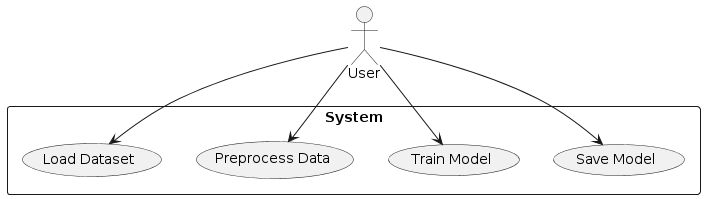 User
System
Load Dataset
Preprocess Data
Train Model
Save Model